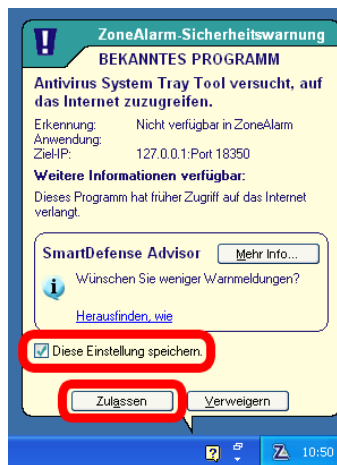 ZoneAlarm-Sicherheitswarnung
BEKANNTES PROGRAMM
Antivirus System Tray Tool versucht, auf
das Internet zuzugreifen.
Erkennung: Nicht verfügbar in ZoneAlarm
Anwendung:
Ziel-IP: 127.0.0.1:Port 18350
Weitere Informationen verfügbar:
Dieses Programm hat früher Zugriff auf das Internet
verlangt.
SmartDefense Advisor Mehr Info...
Wünschen Sie weniger Warnmeldungen?
Herausfinden, wie
Diese Einstellung speichern.
Zulassen Verweigern
10:50